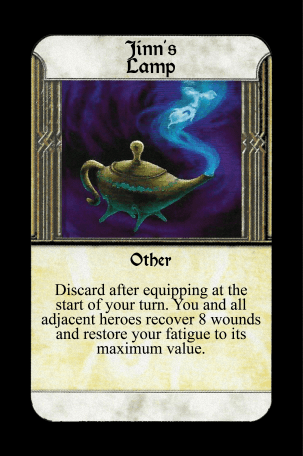 Jinn's
Lamp
Other
Discard after equipping at the
start of your turn. You and all
adjacent heroes recover 8 wounds
and restore your fatigue to its
maximum value.